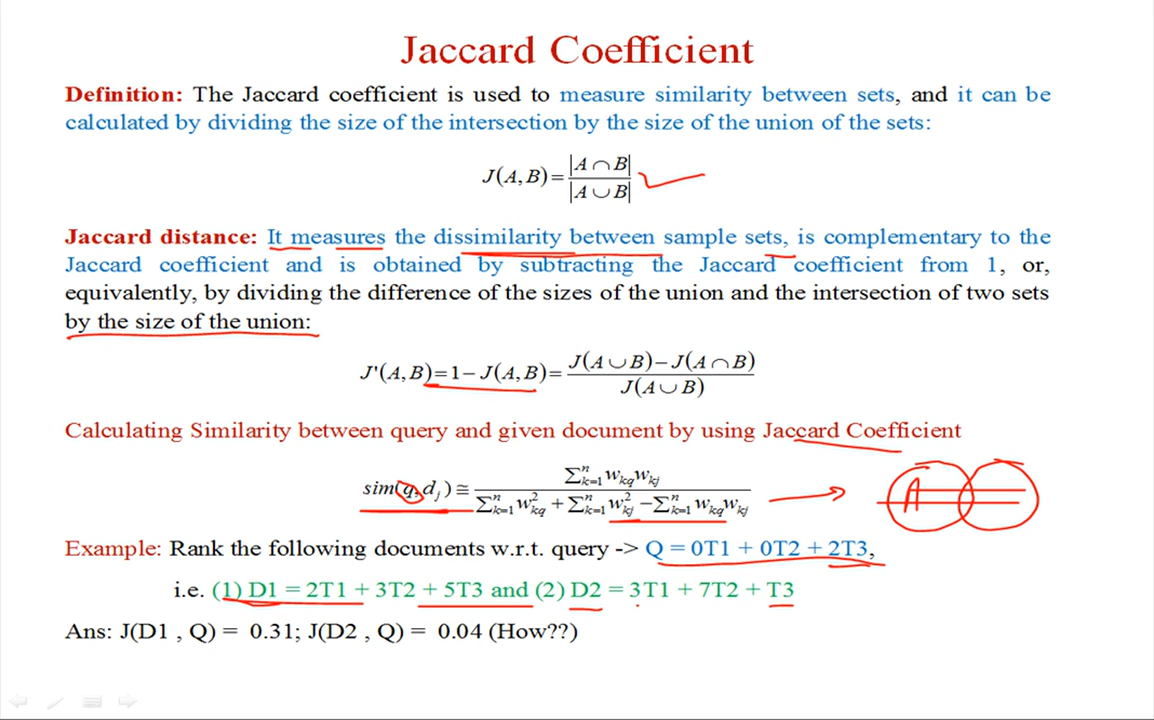 Jaccard Coefficient
Definition: The Jaccard coefficient is used to measure similarity between sets, and it can be
calculated by dividing the size of the intersection by the size of the union of the sets:
J(A,B)=|A∩B|/|A∪B|
Jaccard distance: It measures the dissimilarity between sample sets, is complementary to the
Jaccard coefficient and is obtained by subtracting the Jaccard coefficient from 1, or,
equivalently, by dividing the difference of the sizes of the union and the intersection of two sets
by the size of the union:
J'(A,B)=1−J(A,B)=(J(A∪B)−J(A∩B))/J(A∪B)
Calculating Similarity between query and given document by using Jaccard Coefficient
sim(q,d_j)≅(∑_{k=1}^{n} w_{kq}w_{kj})/(∑_{k=1}^{n} w_{kq}^2 + ∑_{k=1}^{n} w_{kj}^2 −∑_{k=1}^{n} w_{kq}w_{kj})
A
Example: Rank the following documents w.r.t. query -> Q = 0T1 + 0T2 + 2T3,
i.e. (1) D1 = 2T1 + 3T2 + 5T3 and (2) D2 = 3T1 + 7T2 + T3
Ans: J(D1 , Q) = 0.31; J(D2 , Q) = 0.04 (How??)